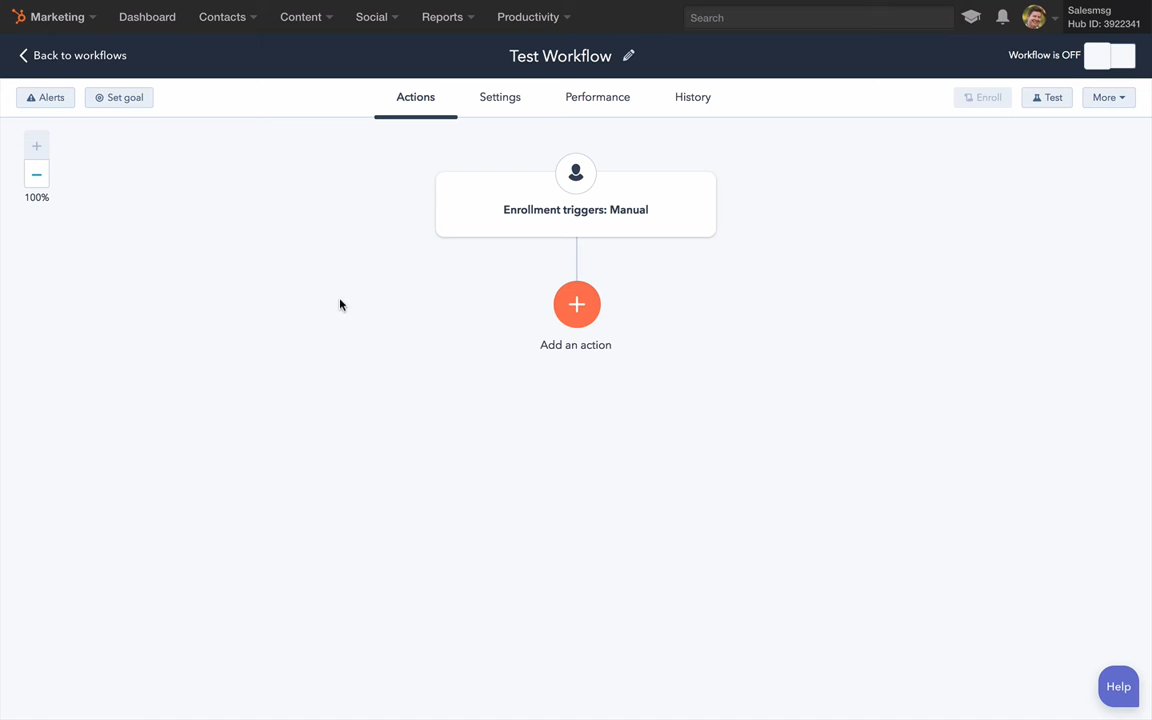 Marketing Dashboard Contacts Content Social Reports Productivity Search Salesmsg
Hub ID: 3922341
Back to workflows Test Workflow Workflow is OFF
Alerts Set goal Actions Settings Performance History Enroll Test More
100%
Enrollment triggers: Manual
Add an action
Help